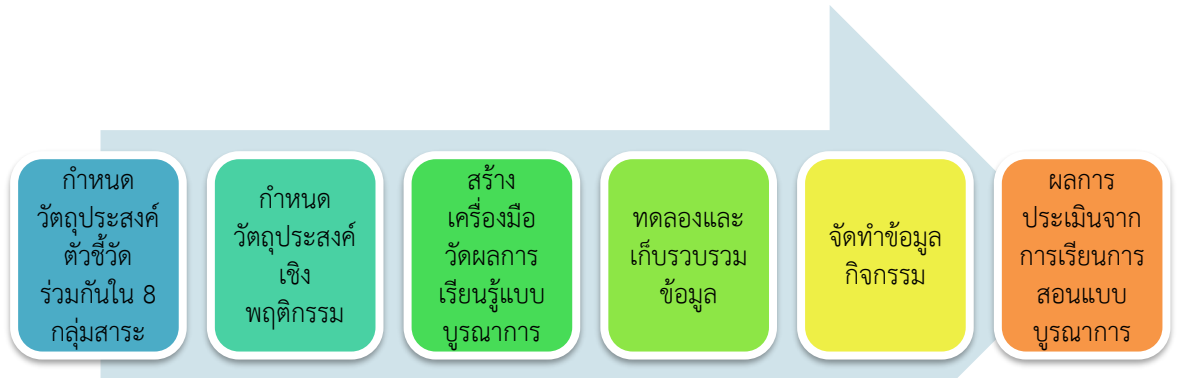 กำหนด
วัตถุประสงค์
ตัวชี้วัด
ร่วมกันใน 8
กลุ่มสาระ
กำหนด
วัตถุประสงค์
เชิง
พฤติกรรม
สร้าง
เครื่องมือ
วัดผลการ
เรียนรู้แบบ
บูรณาการ
ทดลองและ
เก็บรวบรวม
ข้อมูล
จัดทำข้อมูล
กิจกรรม
ผลการ
ประเมินจาก
การเรียนการ
สอนแบบ
บูรณาการ